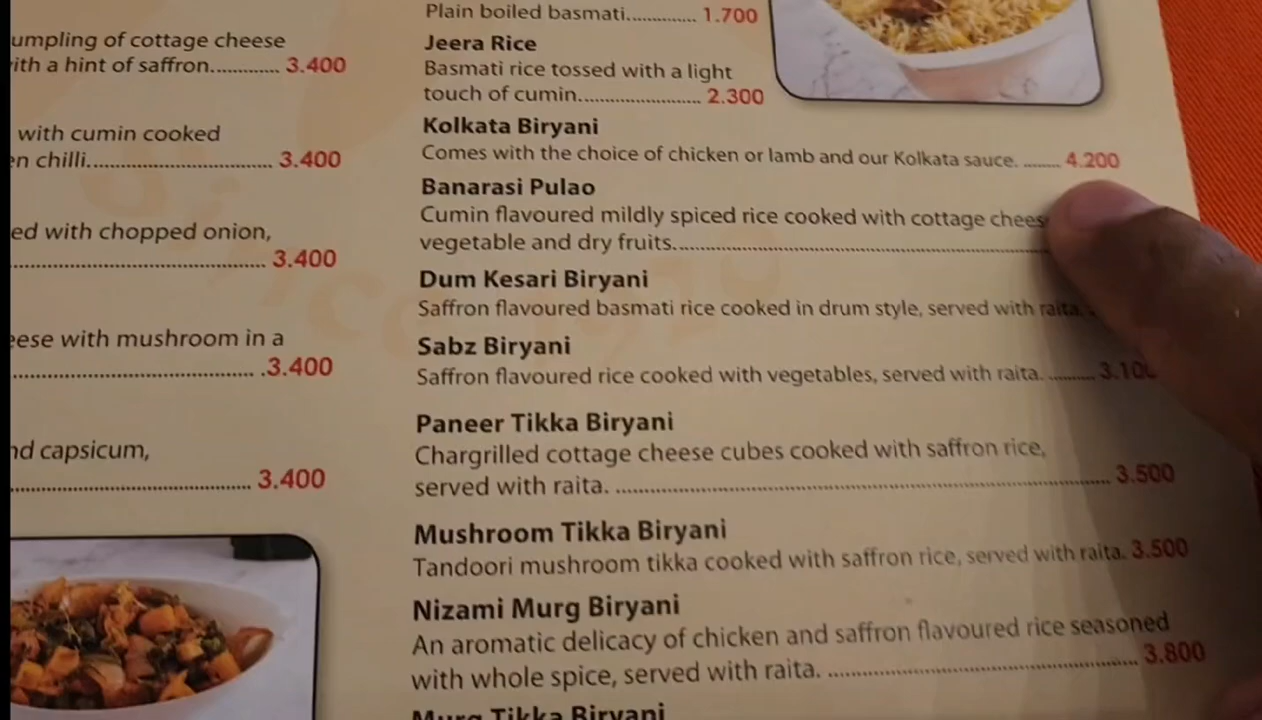 umpling of cottage cheese
ith a hint of saffron............ 3.400
with cumin cooked
en chilli................................ 3.400
ed with chopped onion,
............................................ 3.400
eese with mushroom in a
.......................................... .3.400
nd capsicum,
.......................................... 3.400
Plain boiled basmati.............. 1.700
Jeera Rice
Basmati rice tossed with a light
touch of cumin........................ 2.300
Kolkata Biryani
Comes with the choice of chicken or lamb and our Kolkata sauce. ........ 4.200
Banarasi Pulao
Cumin flavoured mildly spiced rice cooked with cottage chees
vegetable and dry fruits..........................................................................
Dum Kesari Biryani
Saffron flavoured basmati rice cooked in drum style, served with raita.
Sabz Biryani
Saffron flavoured rice cooked with vegetables, served with raita. .......... 3.10
Paneer Tikka Biryani
Chargrilled cottage cheese cubes cooked with saffron rice,
served with raita. .................................................................................... 3.500
Mushroom Tikka Biryani
Tandoori mushroom tikka cooked with saffron rice, served with raita. 3.500
Nizami Murg Biryani
An aromatic delicacy of chicken and saffron flavoured rice seasoned
with whole spice, served with raita. .................................................... 3.800
Murg Tikka Biryani